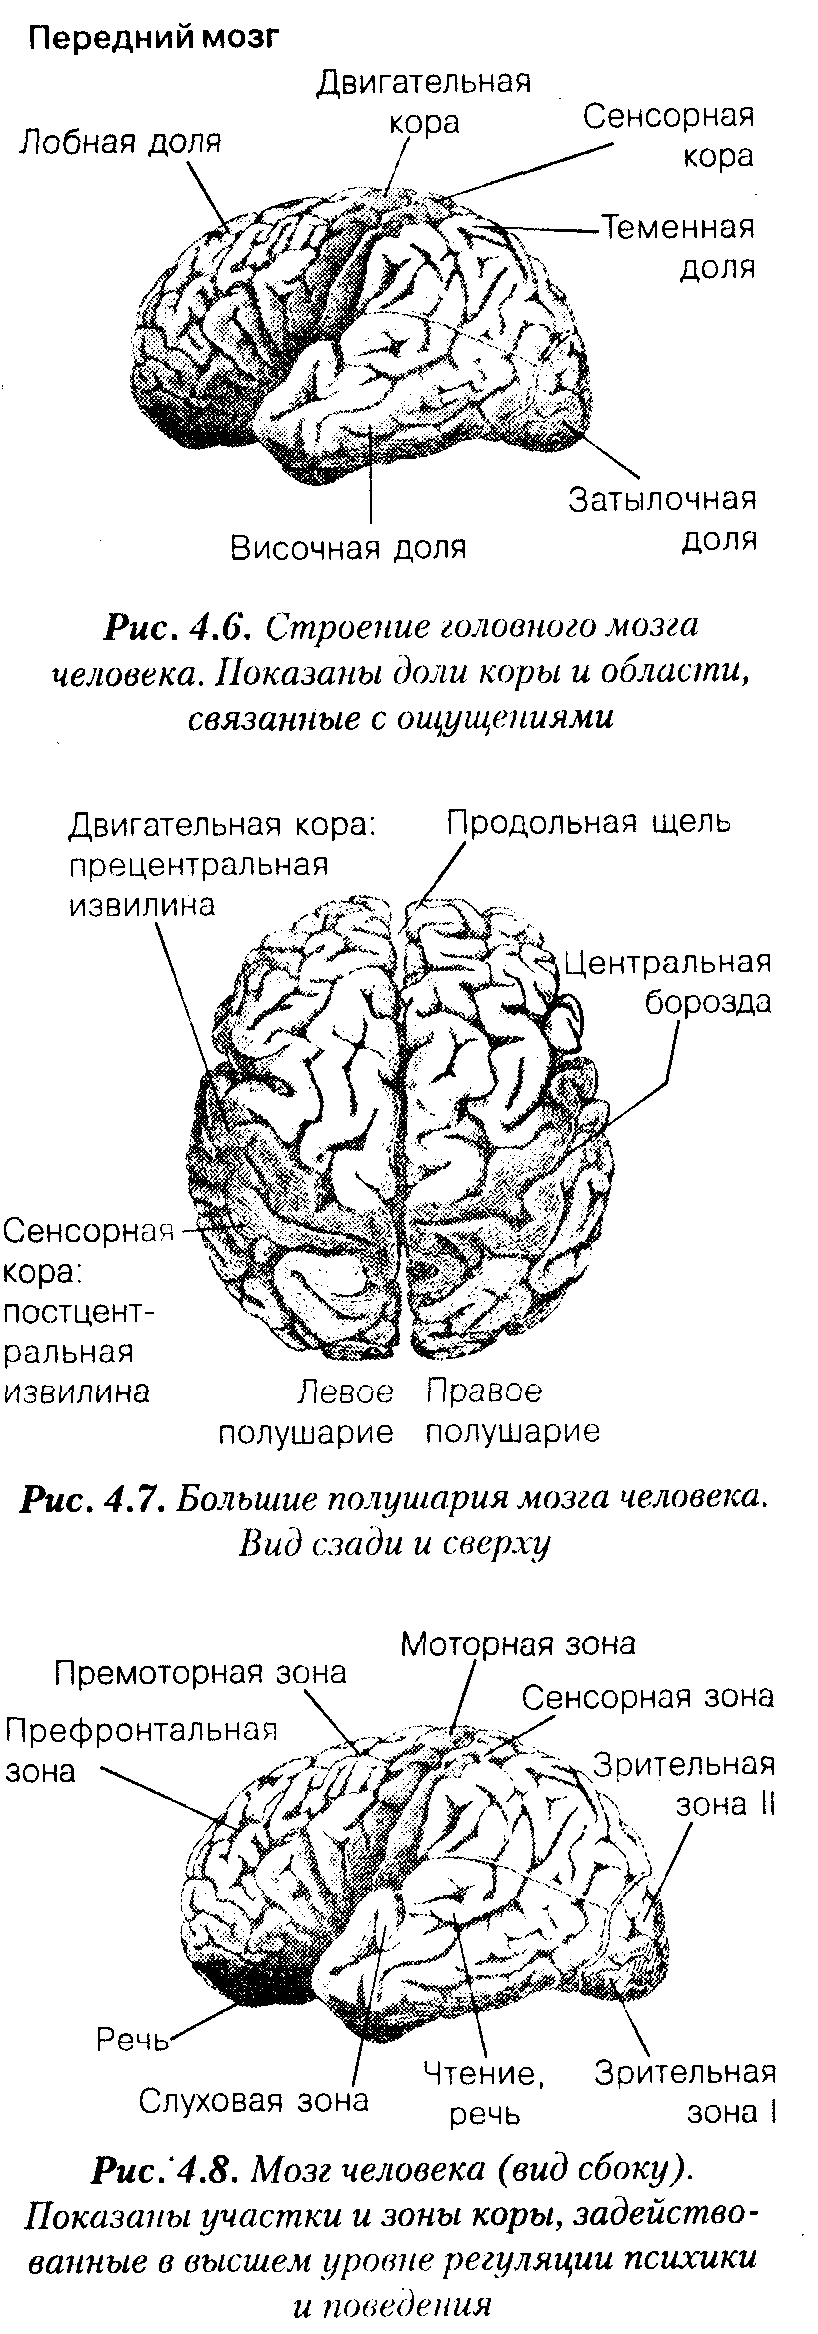 Передний мозг
Двигательная
кора
Сенсорная
кора
Лобная доля
Теменная
доля
Затылочная
доля
Височная доля
Рис. 4.6. Строение головного мозга
человека. Показаны доли коры и области,
связанные с ощущениями
Двигательная кора:
прецентральная
извилина
Продольная щель
Центральная
борозда
Сенсорная
кора:
постцент-
ральная
извилина
Левое
полушарие
Правое
полушарие
Рис. 4.7. Большие полушария мозга человека.
Вид сзади и сверху
Моторная зона
Премоторная зона
Сенсорная зона
Префронтальная
зона
Зрительная
зона II
Речь
Слуховая зона
Чтение,
речь
Зрительная
зона I
Рис. 4.8. Мозг человека (вид сбоку).
Показаны участки и зоны коры, задейство-
ванные в высшем уровне регуляции психики
и поведения